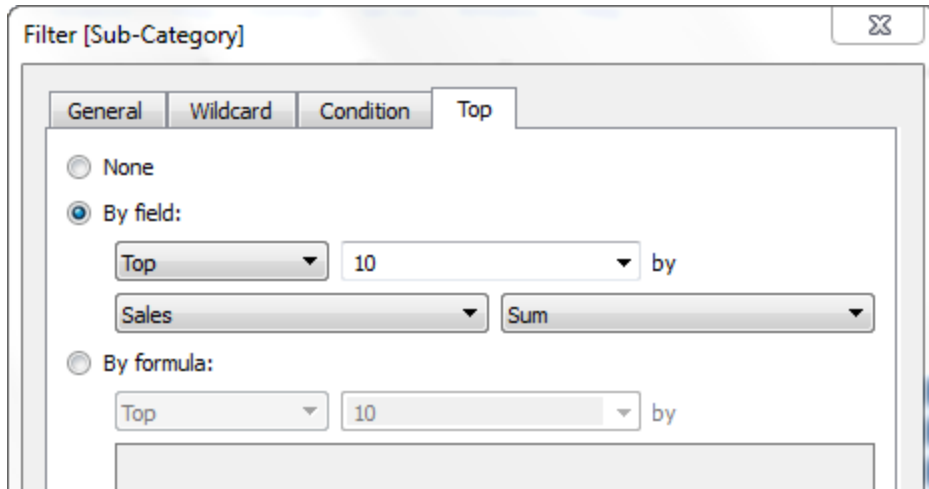 Filter [Sub-Category]
General Wildcard Condition Top
None
By field:
Top 10 by
Sales Sum
By formula:
Top 10 by